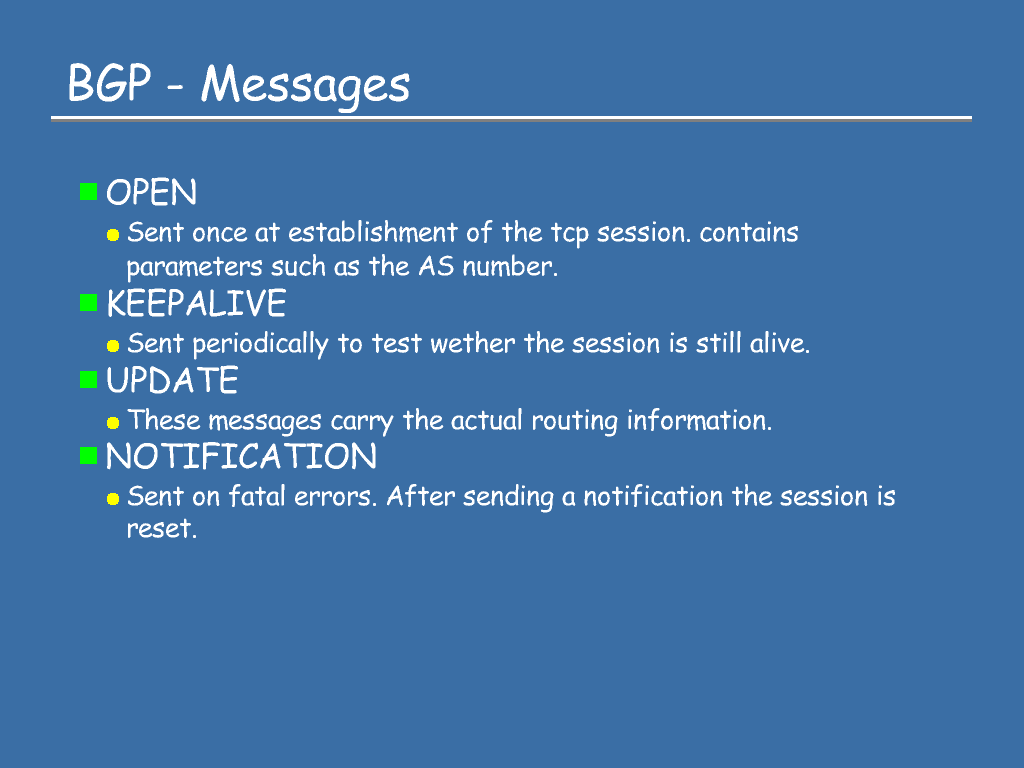 BGP - Messages
OPEN
Sent once at establishment of the tcp session. contains
parameters such as the AS number.
KEEPALIVE
Sent periodically to test wether the session is still alive.
UPDATE
These messages carry the actual routing information.
NOTIFICATION
Sent on fatal errors. After sending a notification the session is
reset.